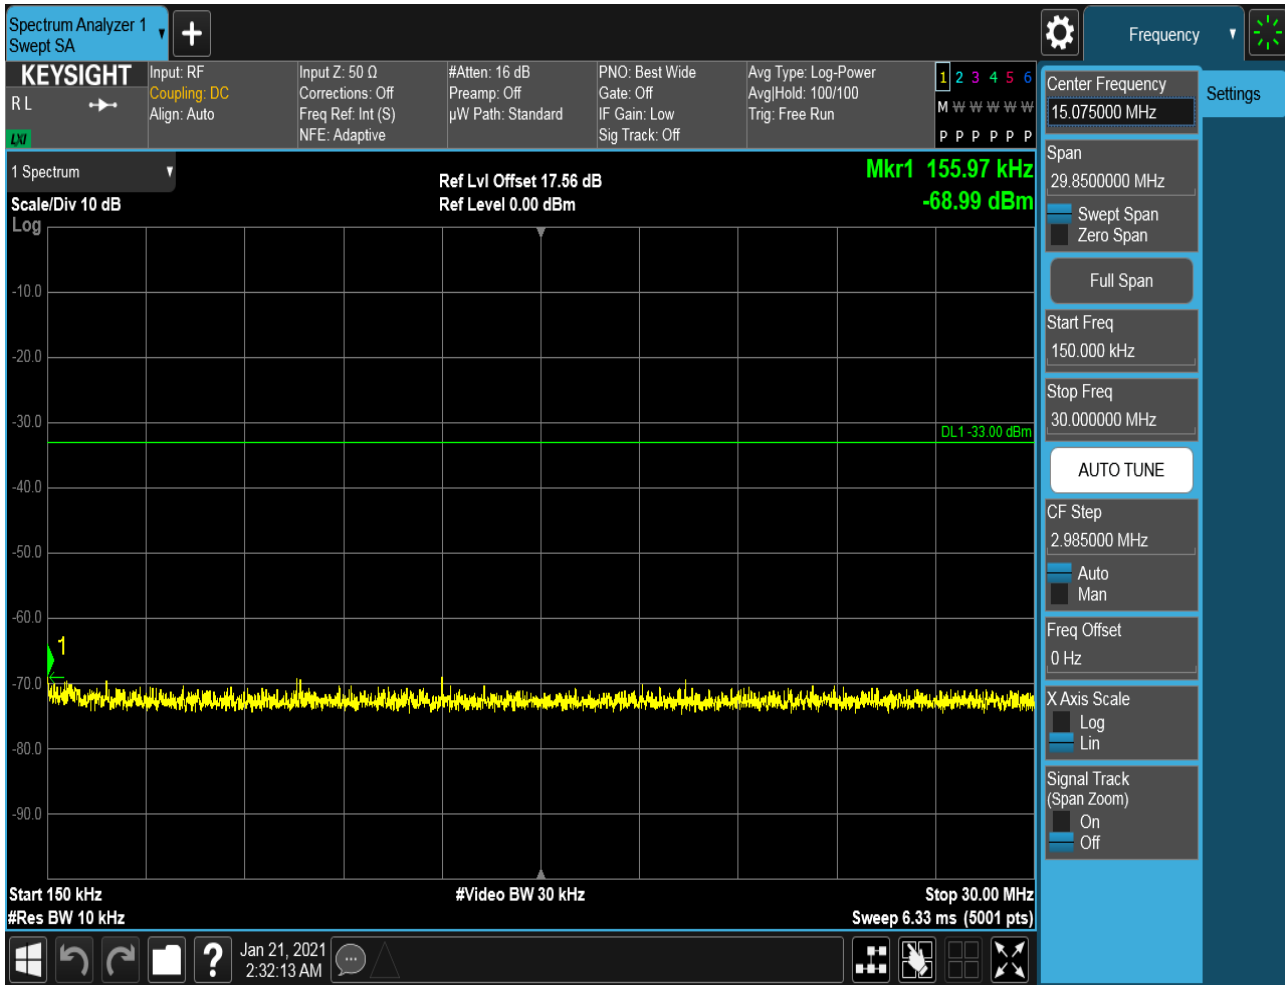 Spectrum Analyzer 1
Swept SA
+
Frequency
KEYSIGHT
R L
LXI
Input: RF
Coupling: DC
Align: Auto
Input Z: 50 Ω
Corrections: Off
Freq Ref: Int (S)
NFE: Adaptive
#Atten: 16 dB
Preamp: Off
µW Path: Standard
PNO: Best Wide
Gate: Off
IF Gain: Low
Sig Track: Off
Avg Type: Log-Power
Avg|Hold: 100/100
Trig: Free Run
1 2 3 4 5 6
M W W W W W
P P P P P P
1 Spectrum
Scale/Div 10 dB
Log
Ref Lvl Offset 17.56 dB
Ref Level 0.00 dBm
Mkr1 155.97 kHz
-68.99 dBm
-10.0
-20.0
-30.0
DL1 -33.00 dBm
-40.0
-50.0
-60.0
1
-70.0
-80.0
-90.0
Start 150 kHz
#Video BW 30 kHz
Stop 30.00 MHz
#Res BW 10 kHz
Sweep 6.33 ms (5001 pts)
?
Jan 21, 2021
2:32:13 AM
Center Frequency
15.075000 MHz
Settings
Span
29.8500000 MHz
Swept Span
Zero Span
Full Span
Start Freq
150.000 kHz
Stop Freq
30.000000 MHz
AUTO TUNE
CF Step
2.985000 MHz
Auto
Man
Freq Offset
0 Hz
X Axis Scale
Log
Lin
Signal Track
(Span Zoom)
On
Off